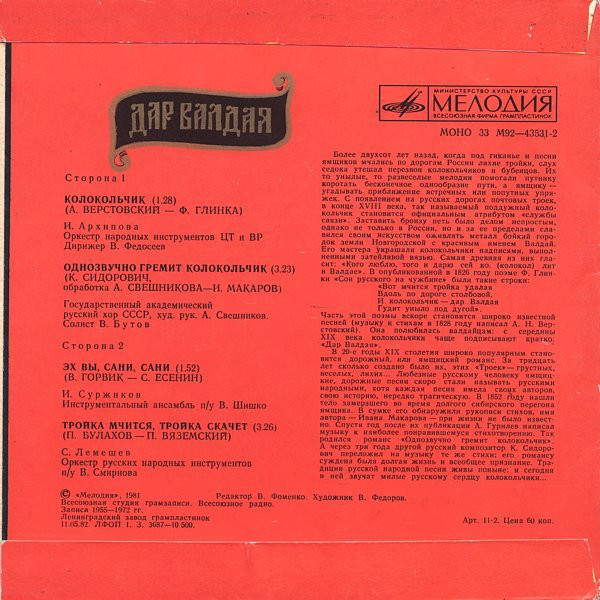 ДАР ВАЛДАЯ
МИНИСТЕРСТВО КУЛЬТУРЫ СССР
МЕЛОДИЯ
ВСЕСОЮЗНАЯ ФИРМА ГРАМПЛАСТИНОК
МОНО 33 М92—43531-2
Сторона 1
КОЛОКОЛЬЧИК (1.28)
(А. ВЕРСТОВСКИЙ — Ф. ГЛИНКА)
И. Архипова
Оркестр народных инструментов ЦТ и ВР
Дирижер В. Федосеев
ОДНОЗВУЧНО ГРЕМИТ КОЛОКОЛЬЧИК (3.23)
(К. СИДОРОВИЧ,
обработка А. СВЕШНИКОВА—И. МАКАРОВ)
Государственный академический
русский хор СССР, худ. рук. А. Свешников.
Солист В. Бутов
Сторона 2
ЭХ ВЫ, САНИ, САНИ (1.52)
(В. ГОРВИК — С. ЕСЕНИН)
И. Суржиков
Инструментальный ансамбль п/у В. Шишко
ТРОЙКА МЧИТСЯ, ТРОЙКА СКАЧЕТ (3.26)
(П. БУЛАХОВ—П. ВЯЗЕМСКИЙ)
С. Лемешев
Оркестр русских народных инструментов
п/у В. Смирнова
Более двухсот лет назад, когда под гиканье и песни
ямщиков мчались по дорогам России лихие тройки, слух
седока утешал перезвон колокольчиков и бубенцов. Их
то унылые, то развеселые мелодии помогали путнику
коротать бесконечное однообразие пути, а ямщику—
угадывать приближение встречных или попутных упря-
жек. С появлением на русских дорогах почтовых троек,
в конце XVIII века, так называемый поддужный коло-
кольчик становится официальным атрибутом «службы
связи». Заставить бронзу петь было делом непростым,
однако не только в России, но и за ее пределами сла-
вился своим искусством оживлять металл бойкий горо-
док земли Новгородской с красивым именем Валдай.
Его мастера украшали колокольчики надписями, выпол-
ненными затейливой вязью. Самая древняя из них гла-
сит: «Кого люблю, того и дарю сей ко. (колокол) лит
в Валдае». В опубликованной в 1826 году поэме Ф. Глин-
ки «Сон русского на чужбине» были такие строки:
«Вот мчится тройка удалая
Вдоль по дороге столбовой,
И колокольчик — дар Валдая
Гудит уныло под дугой».
Часть этой поэмы вскоре становится широко известной
песней (музыку к стихам в 1828 году написал А. Н. Вер-
стовский). Она полюбилась валдайцам: с середины
XIX века колокольчики чаще подписывают кратко:
«Дар Валдая».
В 20-е годы XIX столетия широко популярным стано-
вится дорожный, или ямщицкий романс. За тридцать
лет сколько создано было их, этих «Троек»— грустных,
веселых, лихих... Любезные русскому человеку ямщиц-
кие, дорожные песни скоро стали называть русскими
народными, хотя каждая песня имела своих авторов,
свою историю, нередко трагическую. В 1852 году нашли
тело замерзшего во время долгого сибирского перегона
ямщика. В сумке его обнаружили рукописи стихов, имя
автора — Ивана Макарова — при жизни не было извест-
но. Спустя год после их публикации А. Гурилев написал
музыку к наиболее понравившемуся стихотворению. Так
родился романс «Однозвучно гремит колокольчик».
А через три года другой русский композитор К. Сидоро-
вич переложил на музыку те же стихи: его романсу
суждена была долгая жизнь и всеобщее признание. Тра-
диции русской народной песни живы поныне: и сегодня
в ней звучат милые русскому сердцу колокольчики...
© «Мелодия», 1981
Редактор В. Фоменко. Художник В. Федоров.
Всесоюзная студия грамзаписи. Всесоюзное радио.
Записи 1955—1972 гг.
Ленинградский завод грампластинок
11.05.82. ЛФОП 1. З. 3687—10 500.
Арт. 11-2. Цена 60 коп.